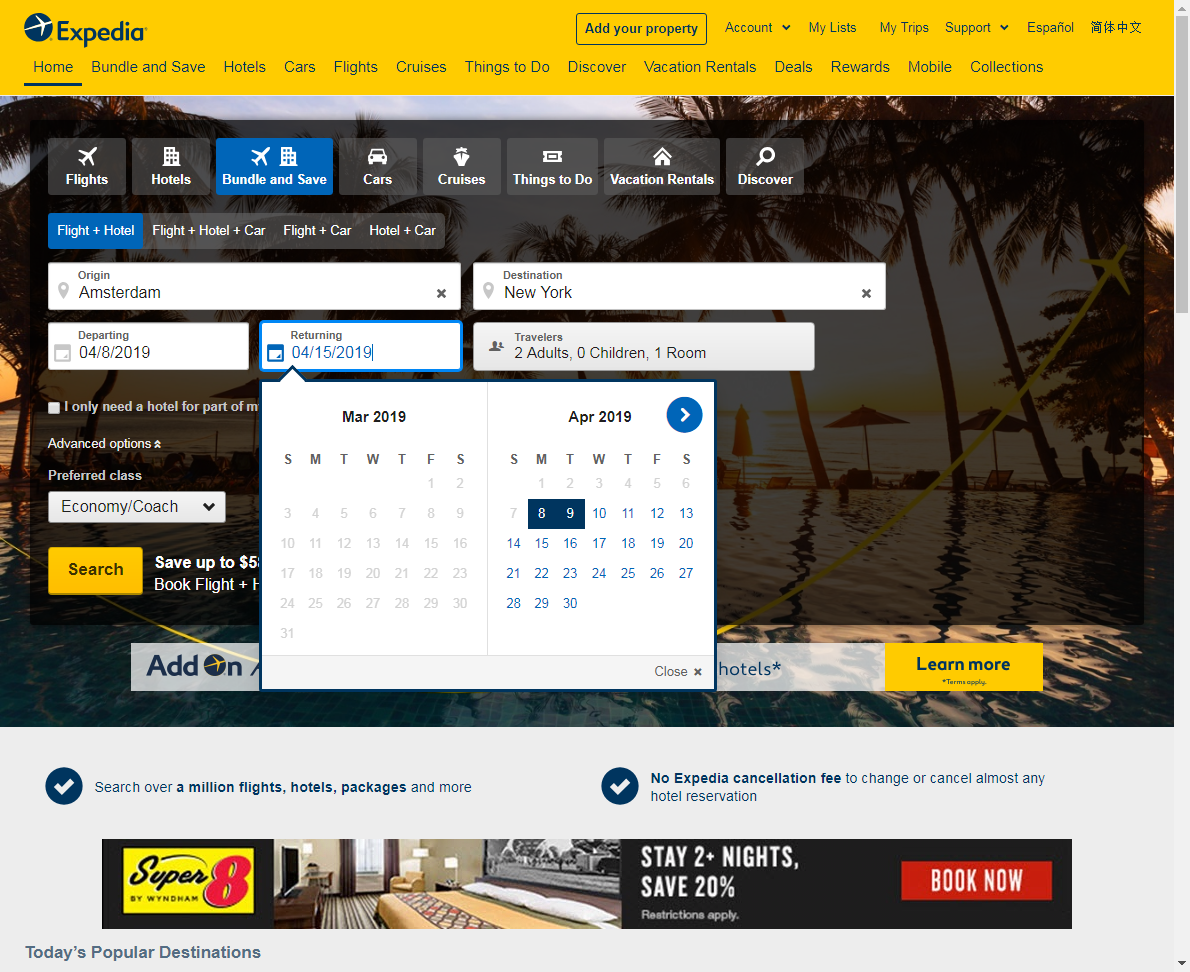 Expedia
Add your property
Account
My Lists
My Trips
Support
Español
简体中文
Home Bundle and Save Hotels Cars Flights Cruises Things to Do Discover Vacation Rentals Deals Rewards Mobile Collections
Flights
Hotels
Bundle and Save
Cars
Cruises
Things to Do
Vacation Rentals
Discover
Flight + Hotel Flight + Hotel + Car Flight + Car Hotel + Car
Origin
Amsterdam
Destination
New York
Departing
04/8/2019
Returning
04/15/2019
Travelers
2 Adults, 0 Children, 1 Room
I only need a hotel for part of
Advanced options
Preferred class
Economy/Coach
Search
Save up to
Book Flight +
Mar 2019
S M T W T F S
1 2
3 4 5 6 7 8 9
10 11 12 13 14 15 16
17 18 19 20 21 22 23
24 25 26 27 28 29 30
31
Apr 2019
S M T W T F S
1 2 3 4 5 6
7 8 9 10 11 12 13
14 15 16 17 18 19 20
21 22 23 24 25 26 27
28 29 30
Close
Add On
hotels*
Learn more
*Terms apply.
Search over a million flights, hotels, packages and more
No Expedia cancellation fee to change or cancel almost any
hotel reservation
Super 8
BY WYNDHAM
STAY 2+ NIGHTS,
SAVE 20%
Restrictions apply.
BOOK NOW
Today's Popular Destinations